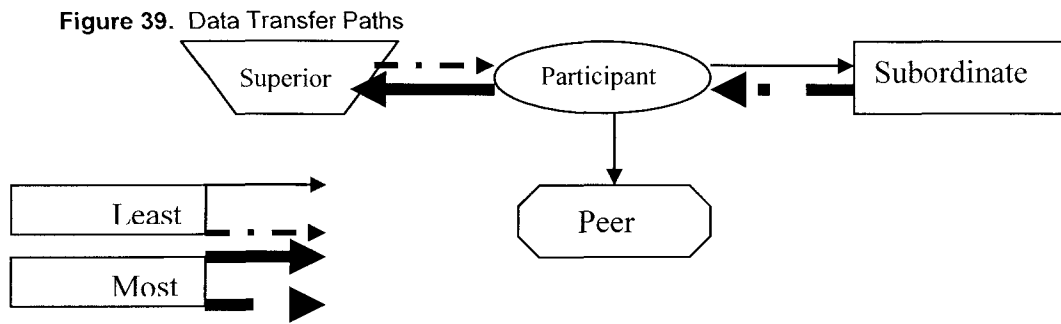 Figure 39. Data Transfer Paths
Superior
Participant
Subordinate
Peer
Least
Most